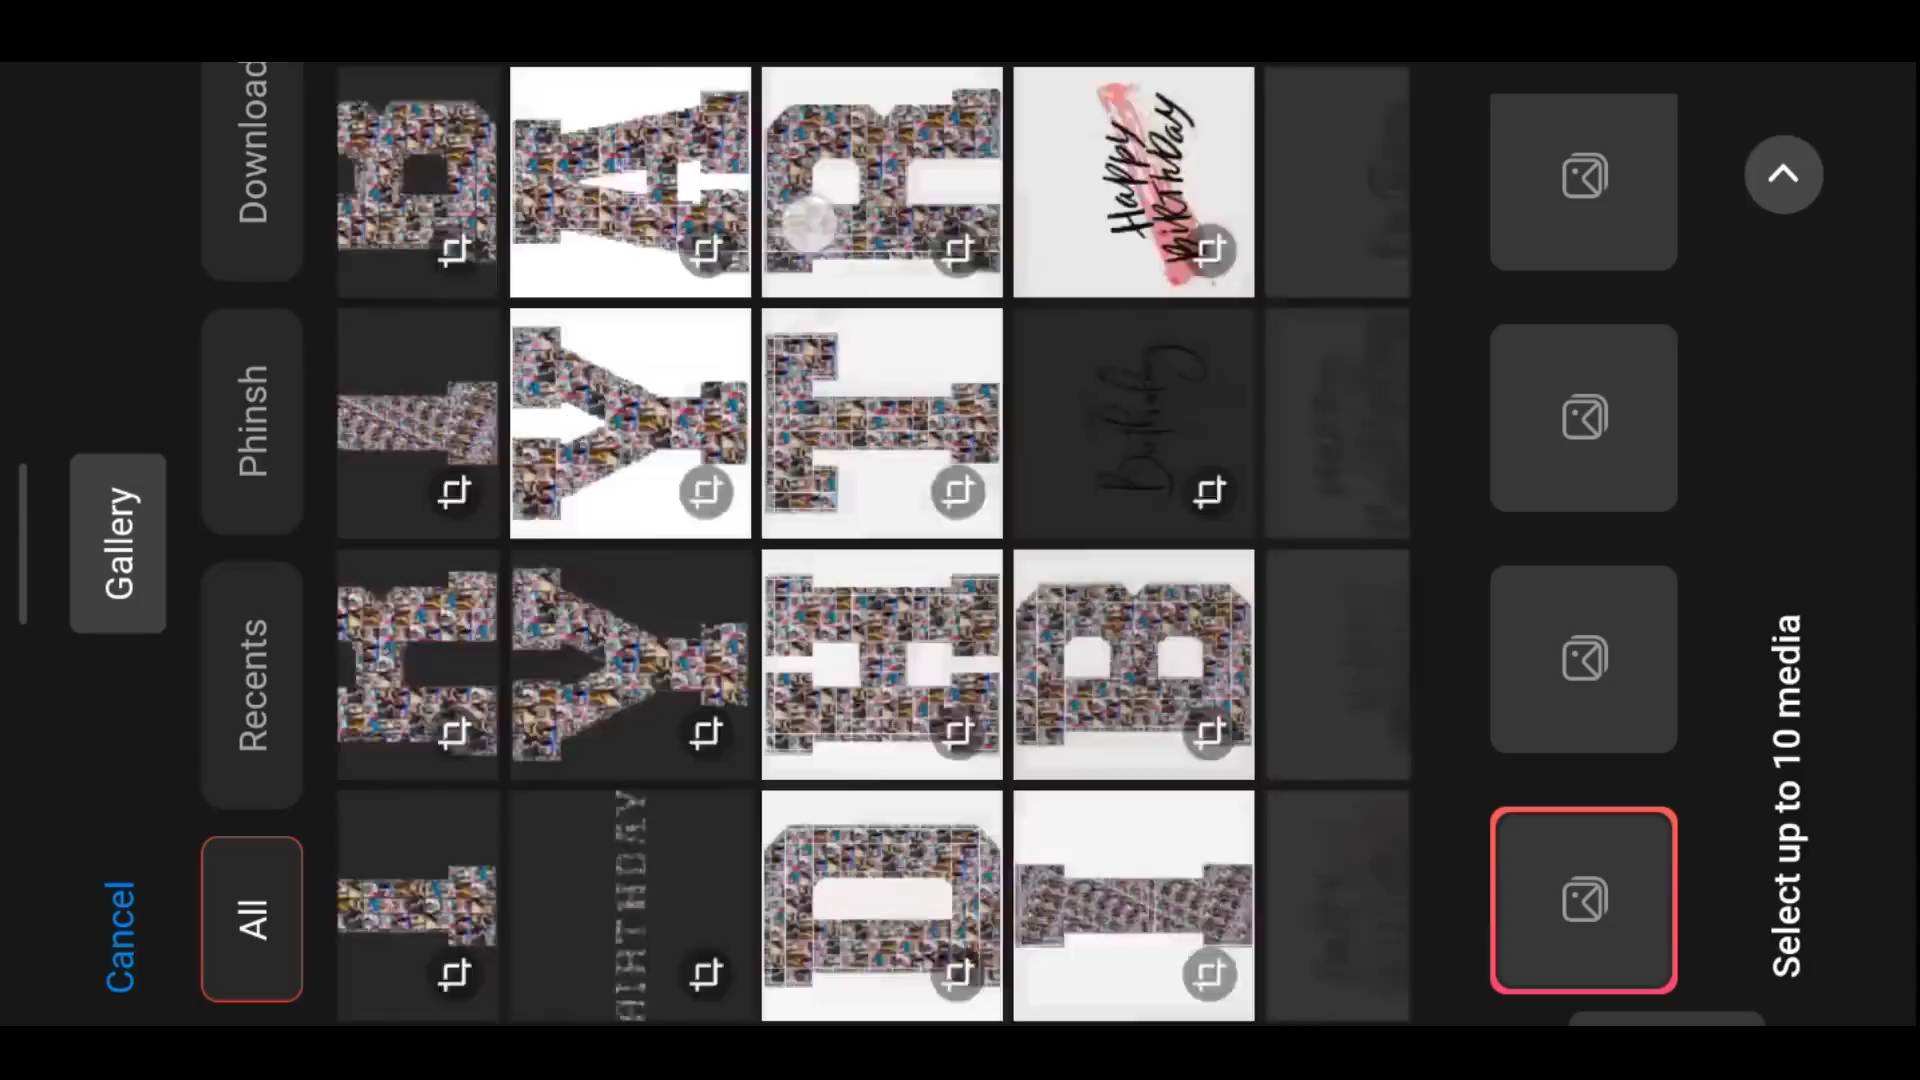 Cancel
Gallery
All
Recents
Phinsh
Download
R
B
Y
Y
A
D
H
T
R
I
B
Birthday
Happy
Birthday
Select up to 10 media